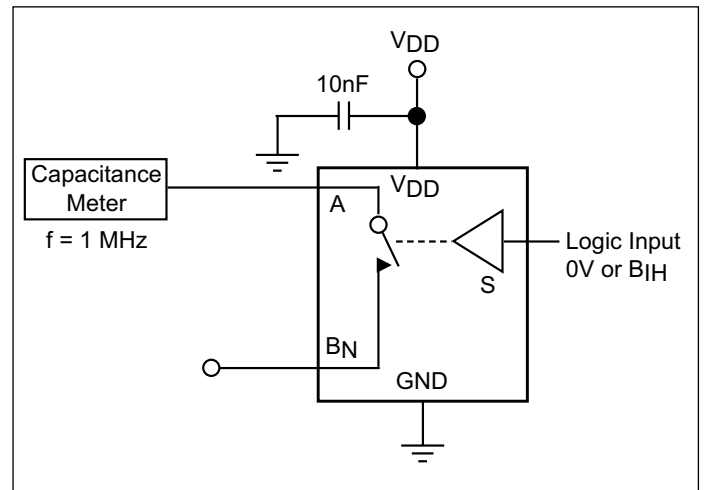 VDD
10nF
Capacitance
Meter
f = 1 MHz
VDD
A
Logic Input
0V or BIH
S
BN
GND